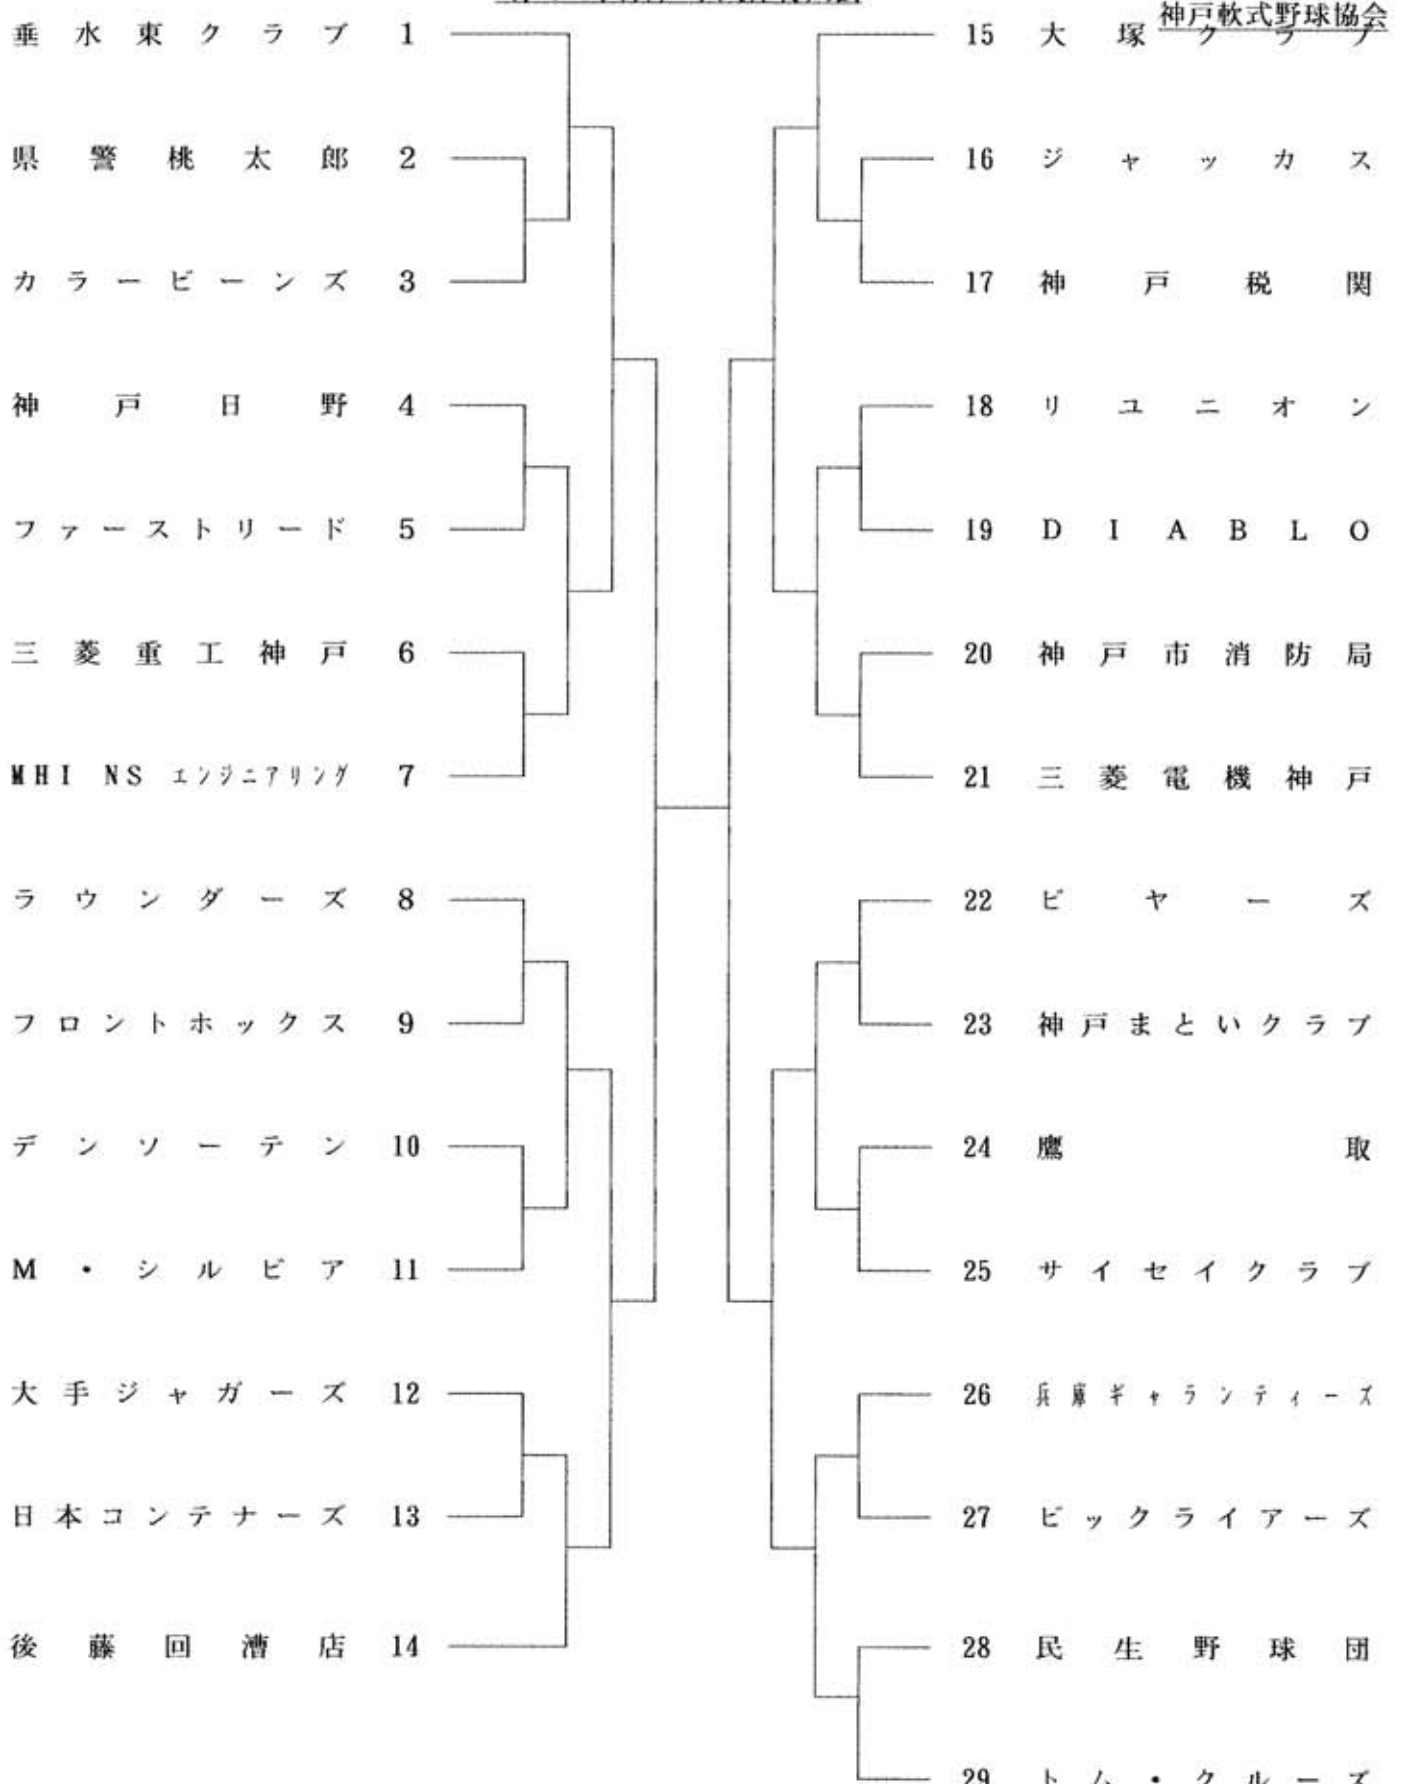 神戸軟式野球協会
垂水東クラブ 1
県警桃太郎 2
カラービーンズ 3
神戸日野 4
ファーストリード 5
三菱重工神戸 6
MHI NS エンジニアリング 7
ラウンダーズ 8
フロントホックス 9
デンソーテン 10
M・シルビア 11
大手ジャガーズ 12
日本コンテナーズ 13
後藤回漕店 14
15 大塚クラブ
16 ジャッカス
17 神戸税関
18 リユニオン
19 DIABLO
20 神戸市消防局
21 三菱電機神戸
22 ビヤーズ
23 神戸まといクラブ
24 鷹取
25 サイセイクラブ
26 兵庫ギャランティーズ
27 ビックライアーズ
28 民生野球団
29 トム・クルーズ